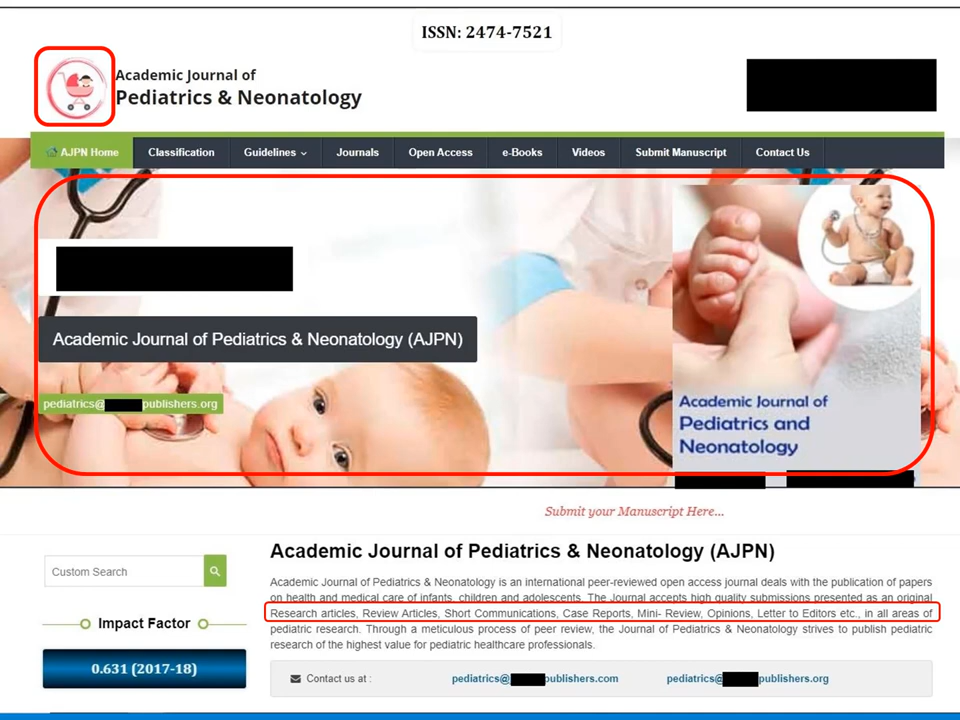 ISSN: 2474-7521
Academic Journal of
Pediatrics & Neonatology
AJPN Home Classification Guidelines Journals Open Access e-Books Videos Submit Manuscript Contact Us
Academic Journal of Pediatrics & Neonatology (AJPN)
pediatrics@ publishers.org
Academic Journal of
Pediatrics and
Neonatology
Submit your Manuscript Here...
Custom Search
Impact Factor
0.631 (2017-18)
Academic Journal of Pediatrics & Neonatology (AJPN)
Academic Journal of Pediatrics & Neonatology is an international peer-reviewed open access journal deals with the publication of papers
on health and medical care of infants, children and adolescents. The Journal accepts high quality submissions presented as an original
Research articles, Review Articles, Short Communications, Case Reports, Mini- Review, Opinions, Letter to Editors etc., in all areas of
pediatric research. Through a meticulous process of peer review, the Journal of Pediatrics & Neonatology strives to publish pediatric
research of the highest value for pediatric healthcare professionals.
Contact us at : pediatrics@ publishers.com pediatrics@ publishers.org